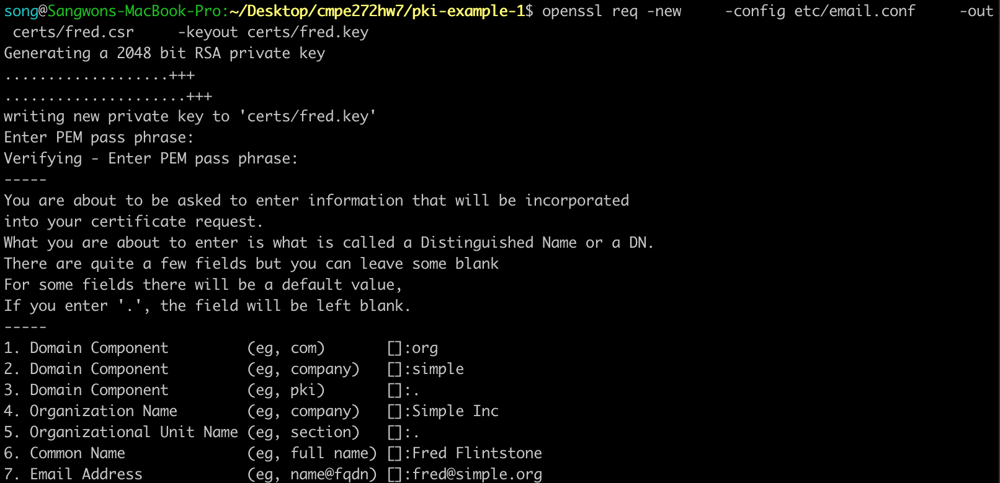 song@Sangwons-MacBook-Pro:~/Desktop/cmpe272hw7/pki-example-1$ openssl req -new     -config etc/email.conf     -out
 certs/fred.csr     -keyout certs/fred.key
Generating a 2048 bit RSA private key
...................+++
.....................+++
writing new private key to 'certs/fred.key'
Enter PEM pass phrase:
Verifying - Enter PEM pass phrase:
-----
You are about to be asked to enter information that will be incorporated
into your certificate request.
What you are about to enter is what is called a Distinguished Name or a DN.
There are quite a few fields but you can leave some blank
For some fields there will be a default value,
If you enter '.', the field will be left blank.
-----
1. Domain Component         (eg, com)       []:org
2. Domain Component         (eg, company)   []:simple
3. Domain Component         (eg, pki)       []:.
4. Organization Name        (eg, company)   []:Simple Inc
5. Organizational Unit Name (eg, section)   []:.
6. Common Name              (eg, full name) []:Fred Flintstone
7. Email Address            (eg, name@fqdn) []:fred@simple.org